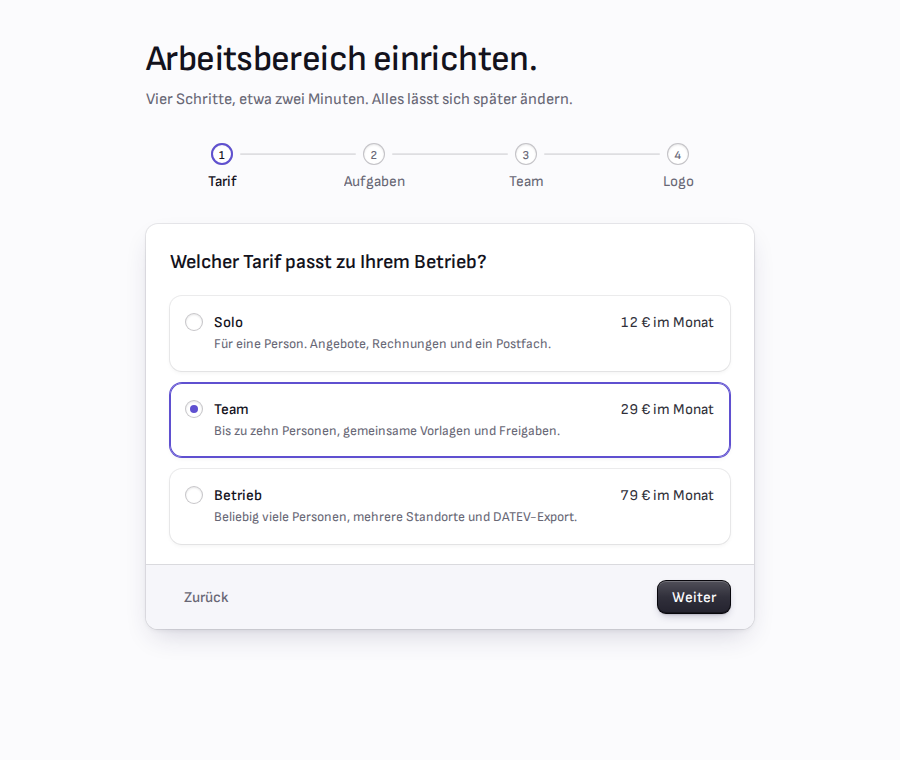 Arbeitsbereich einrichten.
Vier Schritte, etwa zwei Minuten. Alles lässt sich später ändern.
1 2 3 4
Tarif Aufgaben Team Logo
Welcher Tarif passt zu Ihrem Betrieb?
Solo 12 € im Monat
Für eine Person. Angebote, Rechnungen und ein Postfach.
Team 29 € im Monat
Bis zu zehn Personen, gemeinsame Vorlagen und Freigaben.
Betrieb 79 € im Monat
Beliebig viele Personen, mehrere Standorte und DATEV-Export.
Zurück Weiter